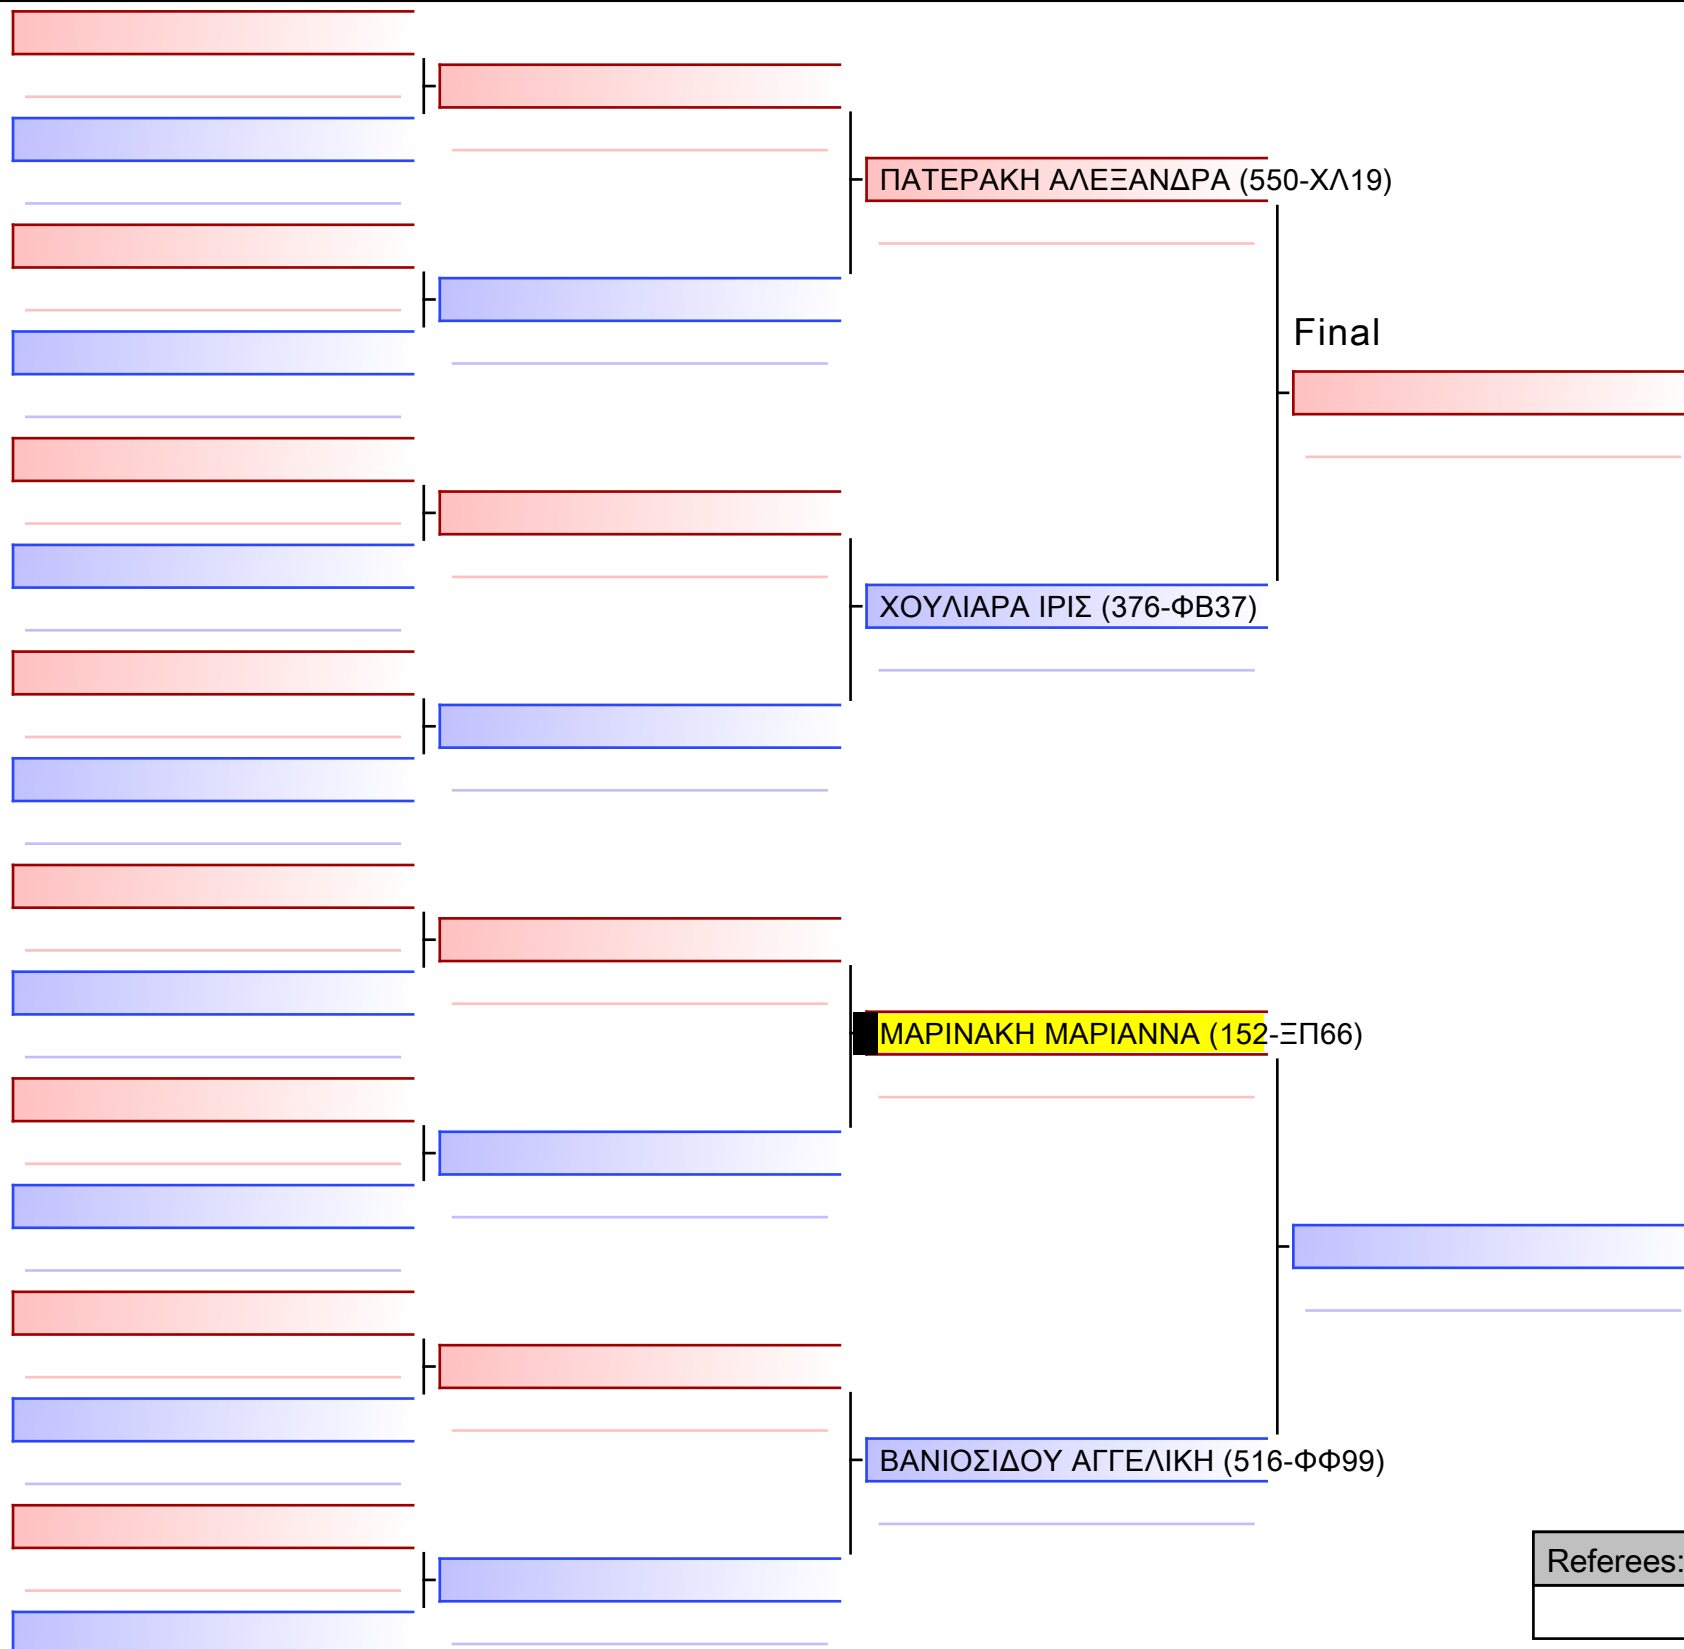 ΠΑΤΕΡΑΚΗ ΑΛΕΞΑΝΔΡΑ (550-ΧΛ19)
Final
ΧΟΥΛΙΑΡΑ ΙΡΙΣ (376-ΦΒ37)
ΜΑΡΙΝΑΚΗ ΜΑΡΙΑΝΝΑ (152-ΞΠ66)
ΒΑΝΙΟΣΙΔΟΥ ΑΓΓΕΛΙΚΗ (516-ΦΦ99)
Referees: